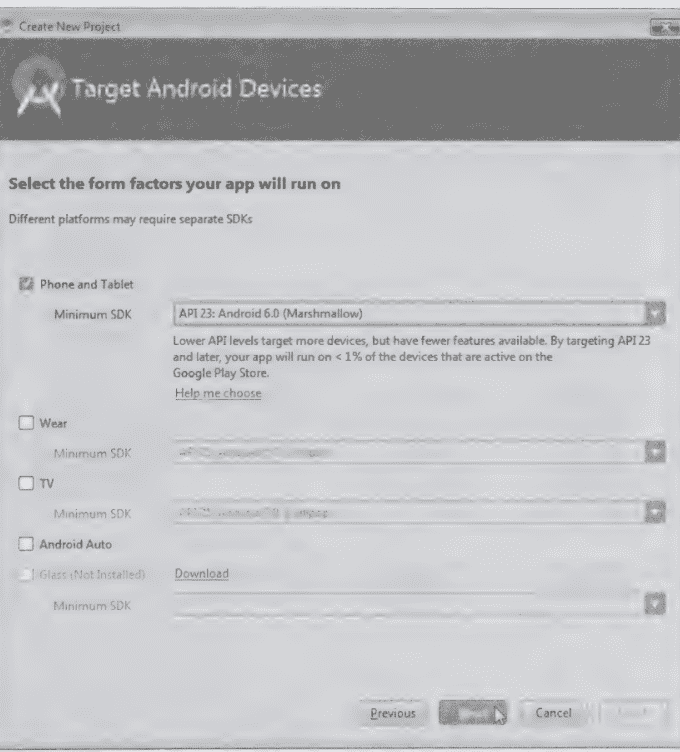 Create New Project
Target Android Devices
Select the form factors your app will run on
Different platforms may require separate SDKs
Phone and Tablet
Minimum SDK
API 23: Android 6.0 (Marshmallow)
Lower API levels target more devices, but have fewer features available. By targeting API 23
and later, your app will run on < 1% of the devices that are active on the
Google Play Store.
Help me choose
Wear
Minimum SDK
TV
Minimum SDK
Android Auto
Glass (Not Installed) Download
Minimum SDK
Previous Cancel